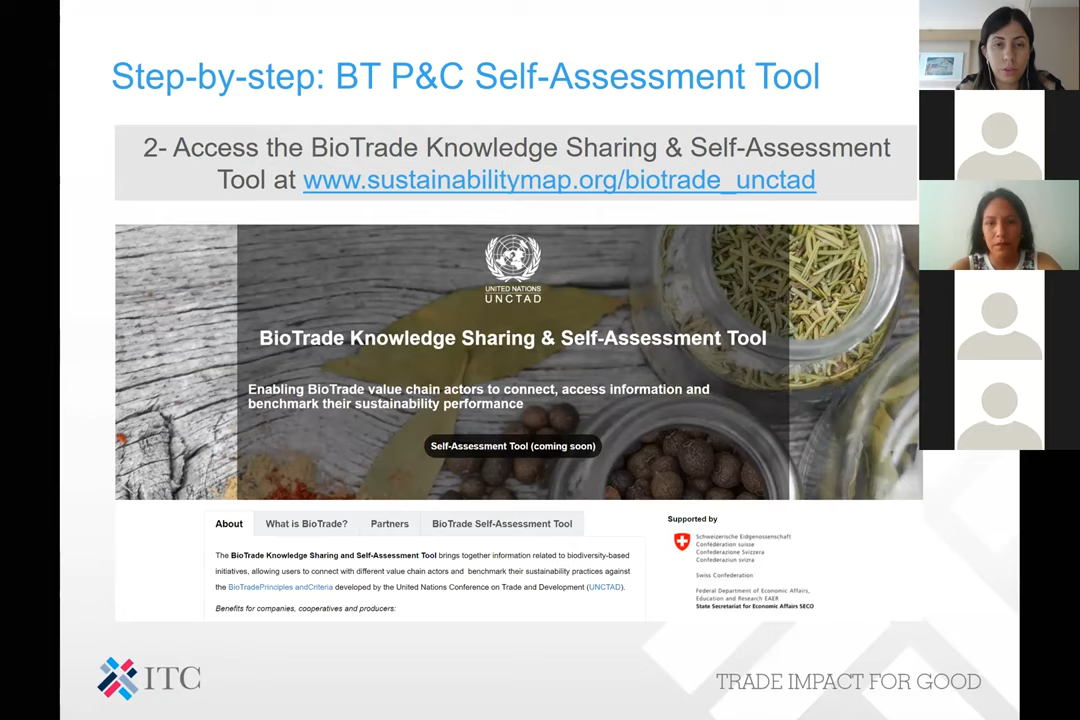 Step-by-step: BT P&C Self-Assessment Tool
2- Access the BioTrade Knowledge Sharing & Self-Assessment
Tool at www.sustainabilitymap.org/biotrade_unctad
UNITED NATIONS
UNCTAD
BioTrade Knowledge Sharing & Self-Assessment Tool
Enabling BioTrade value chain actors to connect, access information and
benchmark their sustainability performance
Self-Assessment Tool (coming soon)
About What is BioTrade? Partners BioTrade Self-Assessment Tool
The BioTrade Knowledge Sharing and Self-Assessment Tool brings together information related to biodiversity-based
initiatives, allowing users to connect with different value chain actors and benchmark their sustainability practices against
the BioTradePrinciples andCriteria developed by the United Nations Conference on Trade and Development (UNCTAD).
Benefits for companies, cooperatives and producers:
Supported by
Schweizerische Eidgenossenschaft
Confédération suisse
Confederazione Svizzera
Confederaziun svizra
Swiss Confederation
Federal Department of Economic Affairs,
Education and Research EAER
State Secretariat for Economic Affairs SECO
ITC
TRADE IMPACT FOR GOOD